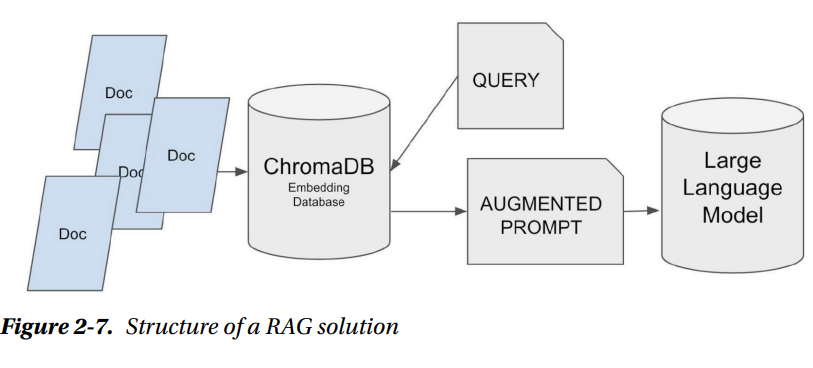 Doc
Doc
Doc
Doc
ChromaDB
Embedding
Database
QUERY
AUGMENTED
PROMPT
Large
Language
Model
Figure 2-7. Structure of a RAG solution